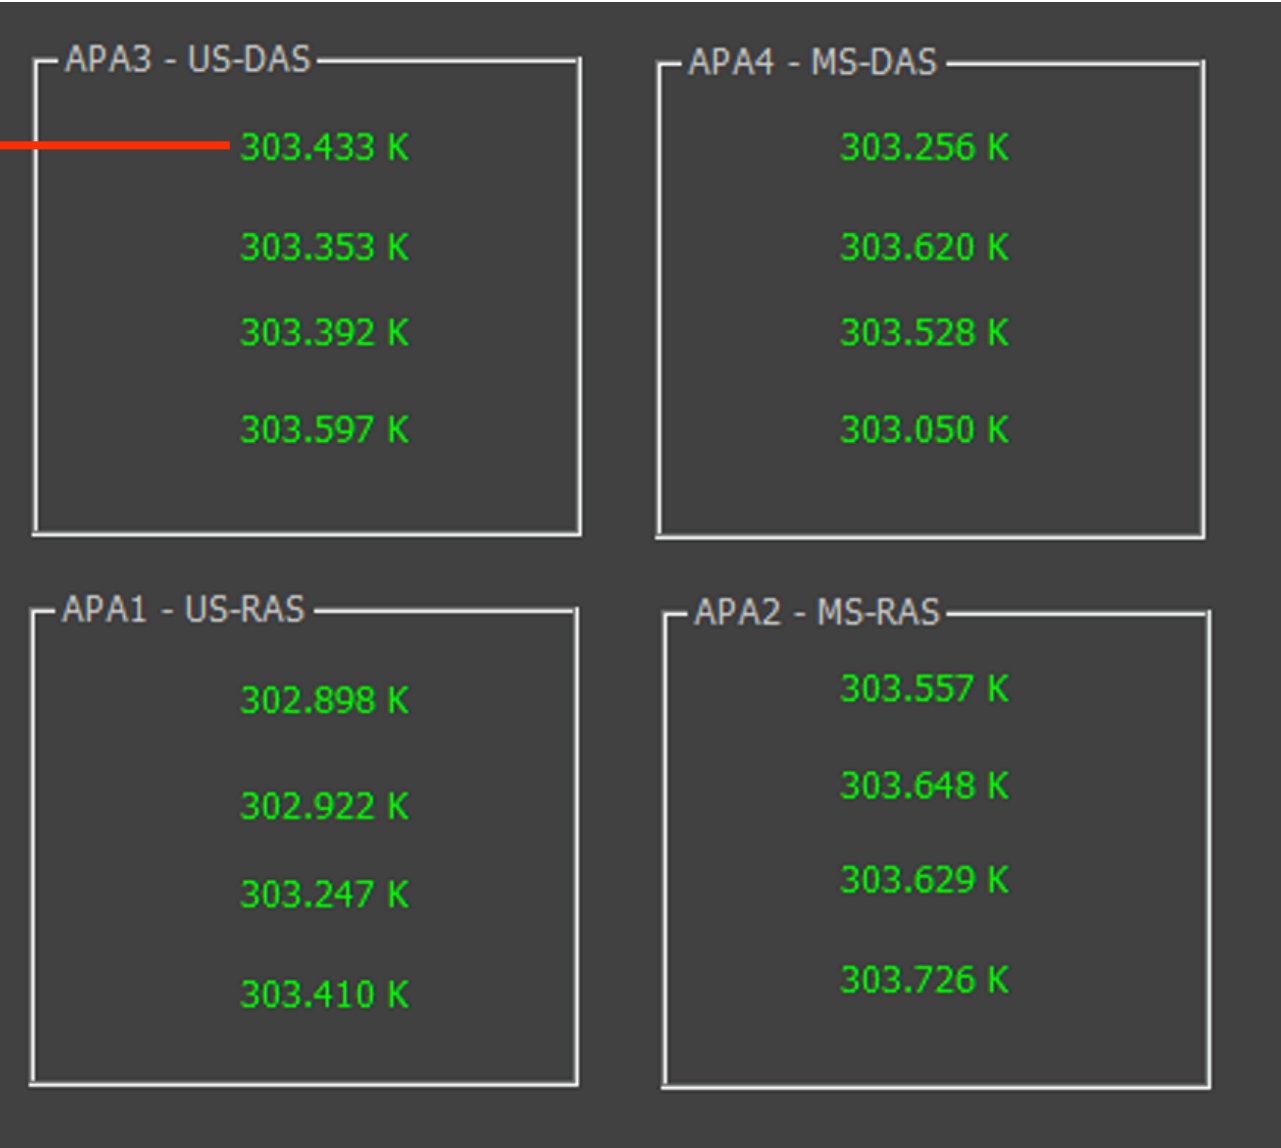 APA3 - US-DAS
303.433 K
303.353 K
303.392 K
303.597 K
APA4 - MS-DAS
303.256 K
303.620 K
303.528 K
303.050 K
APA1 - US-RAS
302.898 K
302.922 K
303.247 K
303.410 K
APA2 - MS-RAS
303.557 K
303.648 K
303.629 K
303.726 K